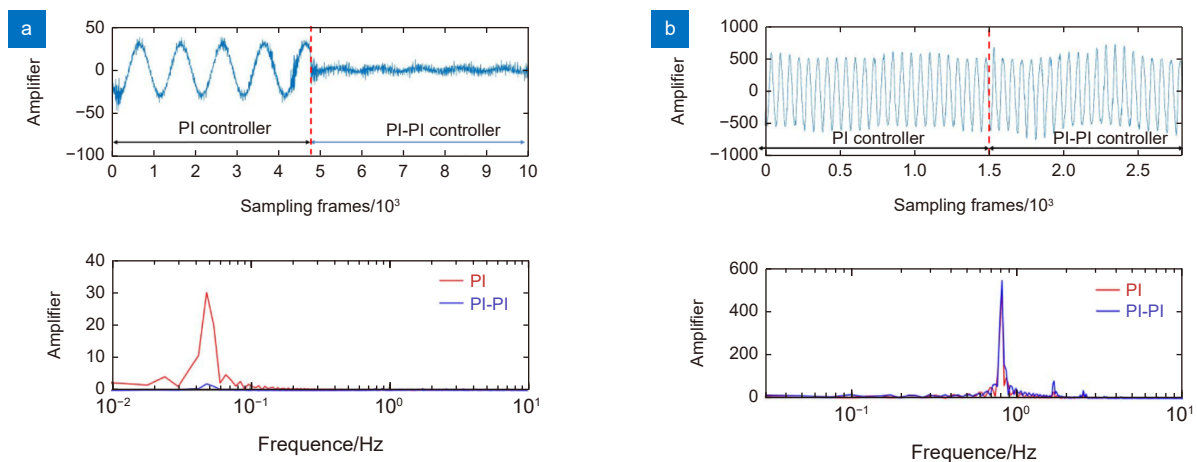 a
50
0
−50
−100
Amplifier
PI controller
PI-PI controller
0 1 2 3 4 5 6 7 8 9 10
Sampling frames/10³
40
30
20
10
0
Amplifier
PI
PI-PI
10⁻² 10⁻¹ 10⁰ 10¹
Frequence/Hz
b
1000
500
0
−500
−1000
Amplifier
PI controller
PI-PI controller
0 0.5 1.0 1.5 2.0 2.5
Sampling frames/10³
600
400
200
0
Amplifier
PI
PI-PI
10⁻¹ 10⁰ 10¹
Frequence/Hz